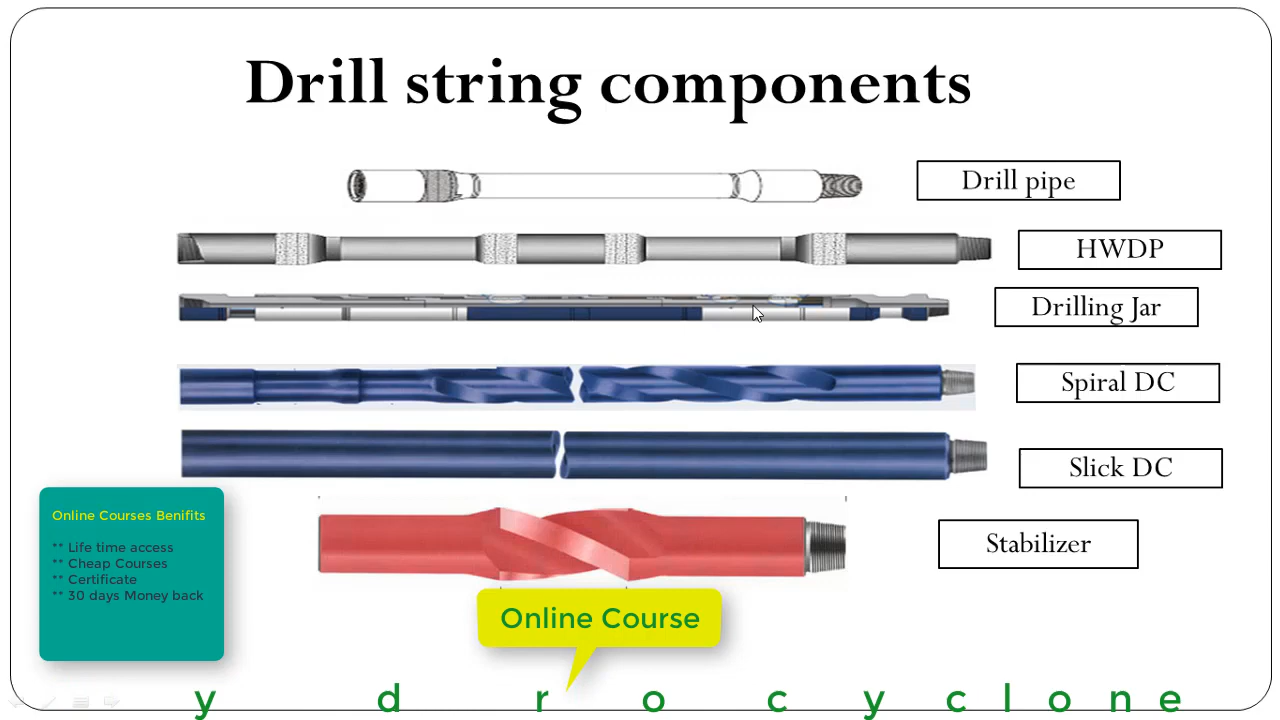 Drill string components
Drill pipe
HWDP
Drilling Jar
Spiral DC
Slick DC
Stabilizer
Online Courses Benifits
** Life time access
** Cheap Courses
** Certificate
** 30 days Money back
Online Course
y d r o c y c l o n e